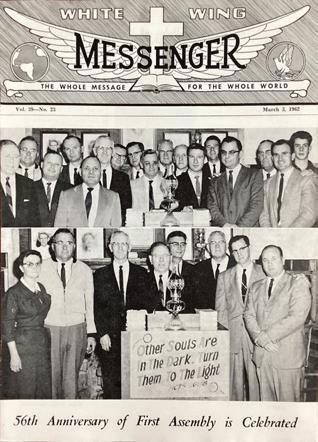 WHITE WING
MESSENGER
THE WHOLE MESSAGE FOR THE WHOLE WORLD
Vol. 39—No. 23 March 3, 1962
Other Souls Are
In The Dark. Turn
Them To The Light
56th Anniversary of First Assembly is Celebrated